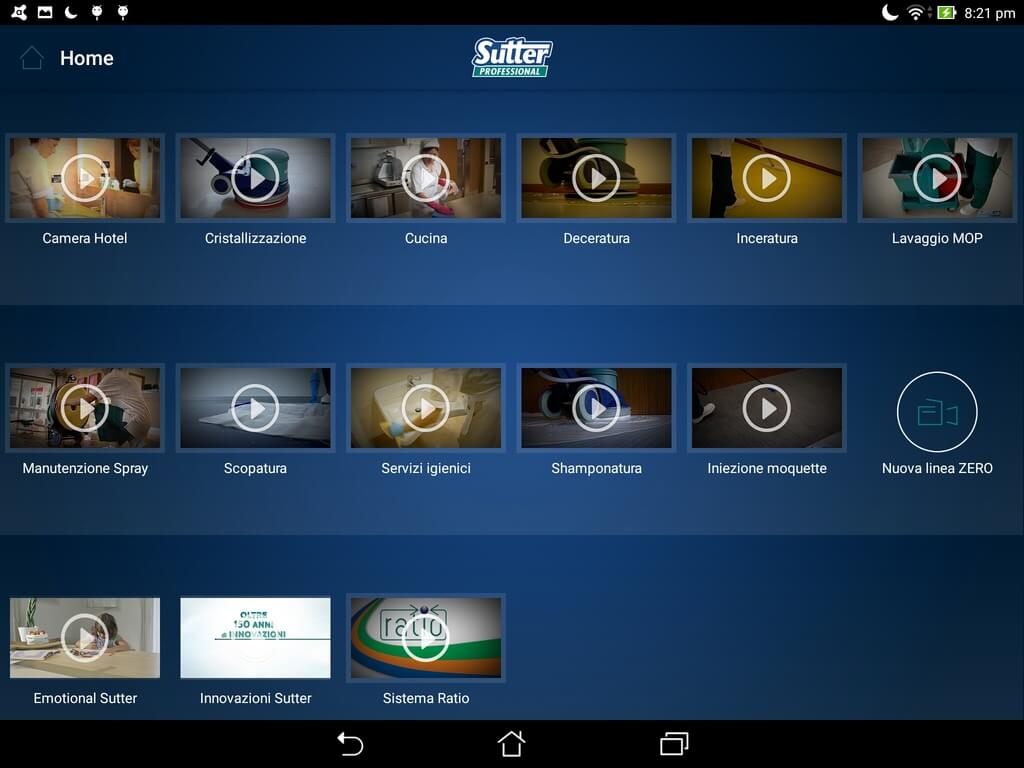 8:21 pm
Home
Sutter
PROFESSIONAL
Camera Hotel
Cristallizzazione
Cucina
Deceratura
Inceratura
Lavaggio MOP
Manutenzione Spray
Scopatura
Servizi igienici
Shamponatura
Iniezione moquette
Nuova linea ZERO
OLTRE
150 ANNI
di INNOVAZIONI
ratio
Emotional Sutter
Innovazioni Sutter
Sistema Ratio